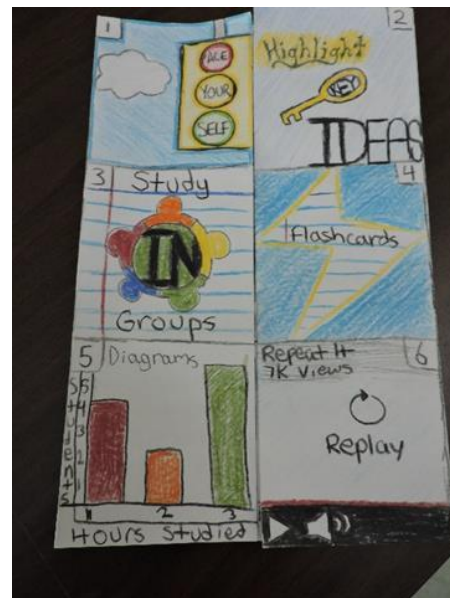 1
PACE
YOUR
SELF
2
Highlight
KEY
IDEAS
3
Study
IN
Groups
4
Flashcards
5
Diagrams
Students
5
4
3
2
1
1
2
3
Hours Studied
6
Repeat It
7K Views
Replay